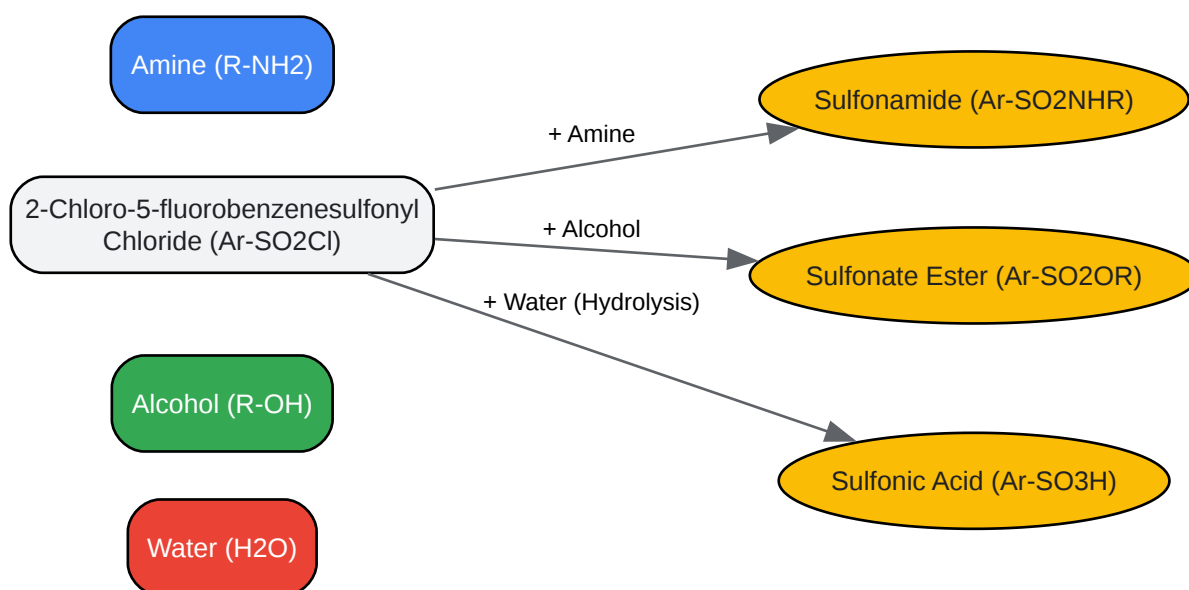 Amine (R-NH2)
Sulfonamide (Ar-SO2NHR)
+ Amine
2-Chloro-5-fluorobenzenesulfonyl
Chloride (Ar-SO2Cl)
+ Alcohol
Sulfonate Ester (Ar-SO2OR)
+ Water (Hydrolysis)
Alcohol (R-OH)
Sulfonic Acid (Ar-SO3H)
Water (H2O)